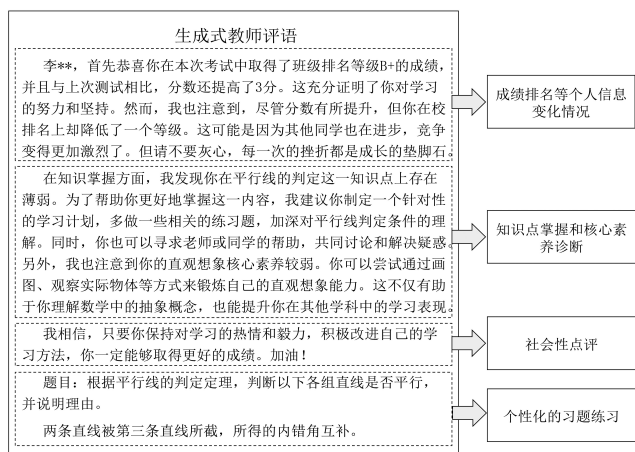 生成式教师评语
李**，首先恭喜你在本次考试中取得了班级排名等级B+的成绩，
并且与上次测试相比，分数还提高了3分。这充分证明了你对学习
的努力和坚持。然而，我也注意到，尽管分数有所提升，但你在校
排名上却降低了一个等级。这可能是因为其他同学也在进步，竞争
变得更加激烈了。但请不要灰心，每一次的挫折都是成长的垫脚石。
成绩排名等个人信息
变化情况
在知识掌握方面，我发现你在平行线的判定这一知识点上存在
薄弱。为了帮助你更好地掌握这一内容，我建议你制定一个针对性
的学习计划，多做一些相关的练习题，加深对平行线判定条件的理
解。同时，你也可以寻求老师或同学的帮助，共同讨论和解决疑惑。
另外，我也注意到你的直观想象核心素养较弱。你可以尝试通过画
图、观察实际物体等方式来锻炼自己的直观想象能力。这不仅有助
于你理解数学中的抽象概念，也能提升你在其他学科中的学习表现。
知识点掌握和核心素
养诊断
我相信，只要你保持对学习的热情和毅力，积极改进自己的学
习方法，你一定能够取得更好的成绩。加油！
社会性点评
题目：根据平行线的判定定理，判断以下各组直线是否平行，
并说明理由。
两条直线被第三条直线所截，所得的内错角互补。
个性化的习题练习